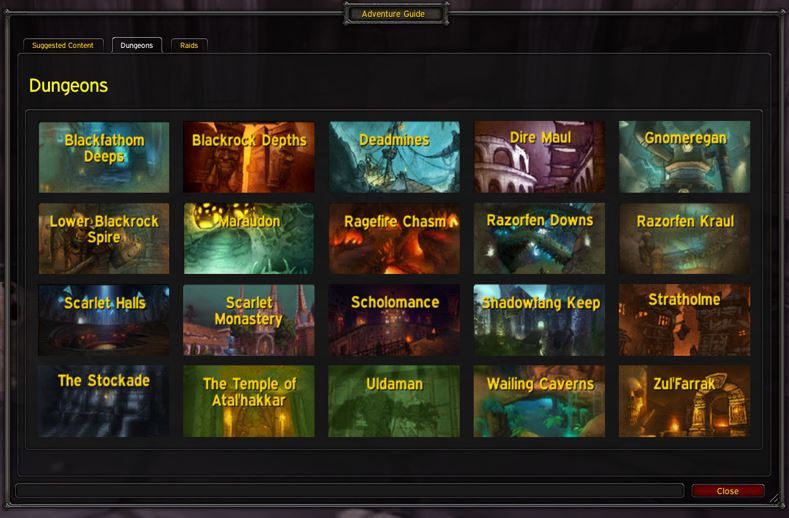 Adventure Guide
Suggested Content
Dungeons
Raids
Dungeons
Blackfathom
Deeps
Blackrock Depths
Deadmines
Dire Maul
Gnomeregan
Lower Blackrock
Spire
Maraudon
Ragefire Chasm
Razorfen Downs
Razorfen Kraul
Scarlet Halls
Scarlet
Monastery
Scholomance
Shadowfang Keep
Stratholme
The Stockade
The Temple of
Atal'hakkar
Uldaman
Wailing Caverns
Zul'Farrak
Close